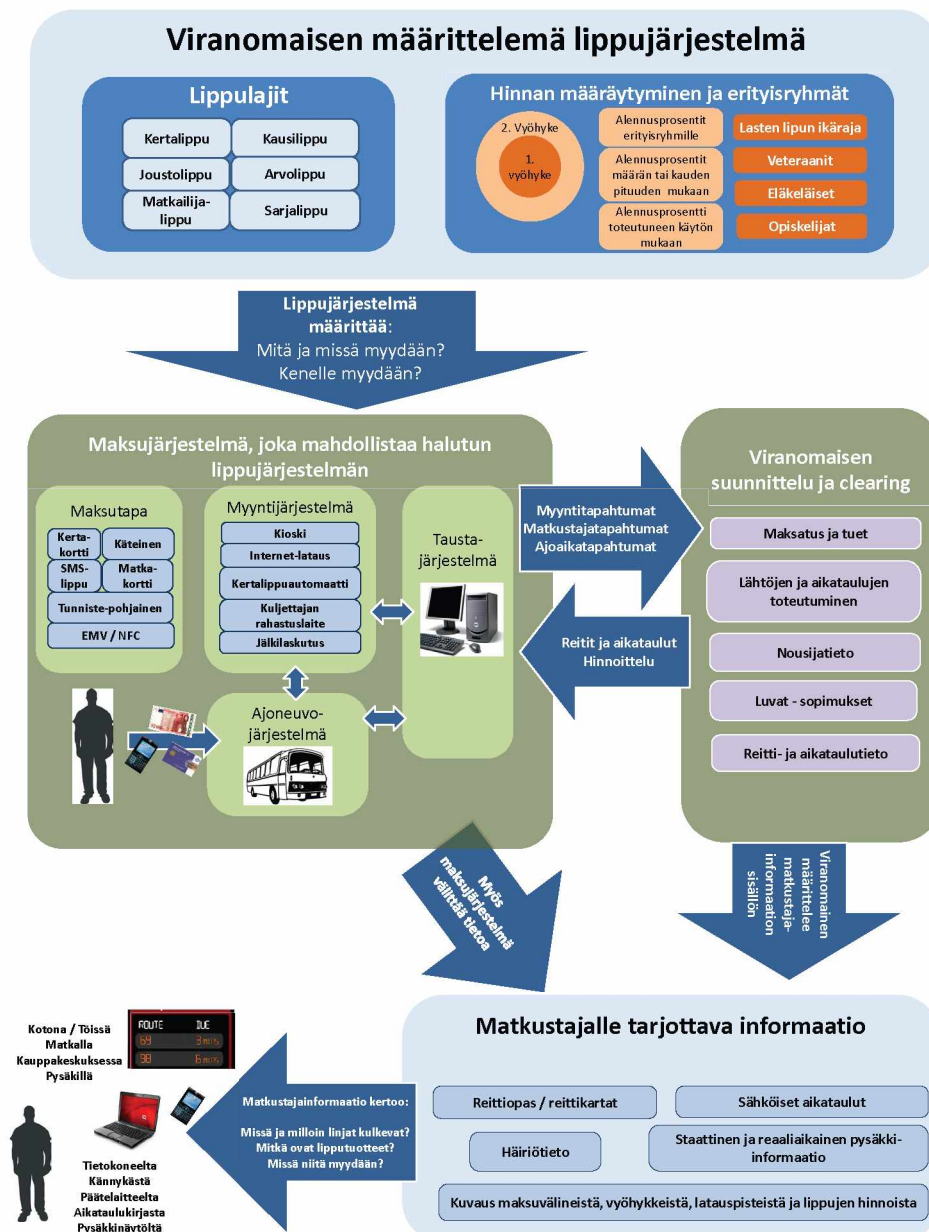 Viranomaisen määrittelemä lippujärjestelmä
Lippulajit
Kertalippu
Kausilippu
Joustolippu
Arvolippu
Matkailija-
lippu
Sarjalippu
Hinnan määräytyminen ja erityisryhmät
2. Vyöhyke
1.
vyöhyke
Alennusprosentit
erityisryhmille
Alennusprosentit
määrän tai kauden
pituuden mukaan
Alennusprosentti
toteutuneen käytön
mukaan
Lasten lipun ikäraja
Veteraanit
Eläkeläiset
Opiskelijat
Lippujärjestelmä
määrittää:
Mitä ja missä myydään?
Kenelle myydään?
Maksujärjestelmä, joka mahdollistaa halutun
lippujärjestelmän
Maksutapa
Kerta-
kortti
Käteinen
SMS-
lippu
Matka-
kortti
Tunniste-pohjainen
EMV / NFC
Myyntijärjestelmä
Kioski
Internet-lataus
Kertalippuautomaatti
Kuljettajan
rahastuslaite
Jälkilaskutus
Tausta-
järjestelmä
Ajoneuvo-
järjestelmä
Myyntitapahtumat
Matkustajatapahtumat
Ajoaikatapahtumat
Reitit ja aikataulut
Hinnoittelu
Viranomaisen
suunnittelu ja clearing
Maksatus ja tuet
Lähtöjen ja aikataulujen
toteutuminen
Nousijatieto
Luvat - sopimukset
Reitti- ja aikataulutieto
Myös
maksujärjestelmä
välittää tietoa
Viranomainen
määrittelee
matkustaja-
informaation
sisällön
Matkustajalle tarjottava informaatio
Reittiopas / reittikartat
Sähköiset aikataulut
Häiriötieto
Staattinen ja reaaliaikainen pysäkki-
informaatio
Kuvaus maksuvälineistä, vyöhykkeistä, latauspisteistä ja lippujen hinnoista
Matkustajainformaatio kertoo:
Missä ja milloin linjat kulkevat?
Mitkä ovat lipputuotteet?
Missä niitä myydään?
Kotona / Töissä
Matkalla
Kauppakeskuksessa
Pysäkillä
ROUTE DUE
69 3 mins
38 6 mins
Tietokoneelta
Kännykästä
Päätelaitteelta
Aikataulukirjasta
Pysäkkinäytöltä